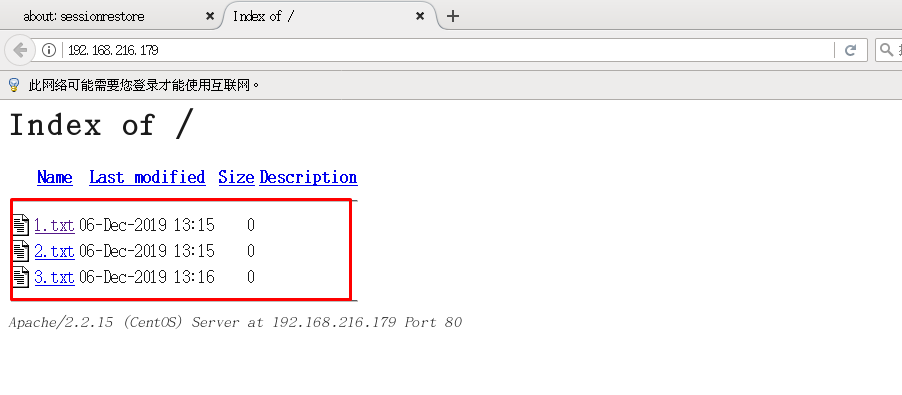 about:sessionrestore
Index of /
192.168.216.179
此网络可能需要您登录才能使用互联网。
Index of /
Name Last modified Size Description
1.txt 06-Dec-2019 13:15 0
2.txt 06-Dec-2019 13:15 0
3.txt 06-Dec-2019 13:16 0
Apache/2.2.15 (CentOS) Server at 192.168.216.179 Port 80